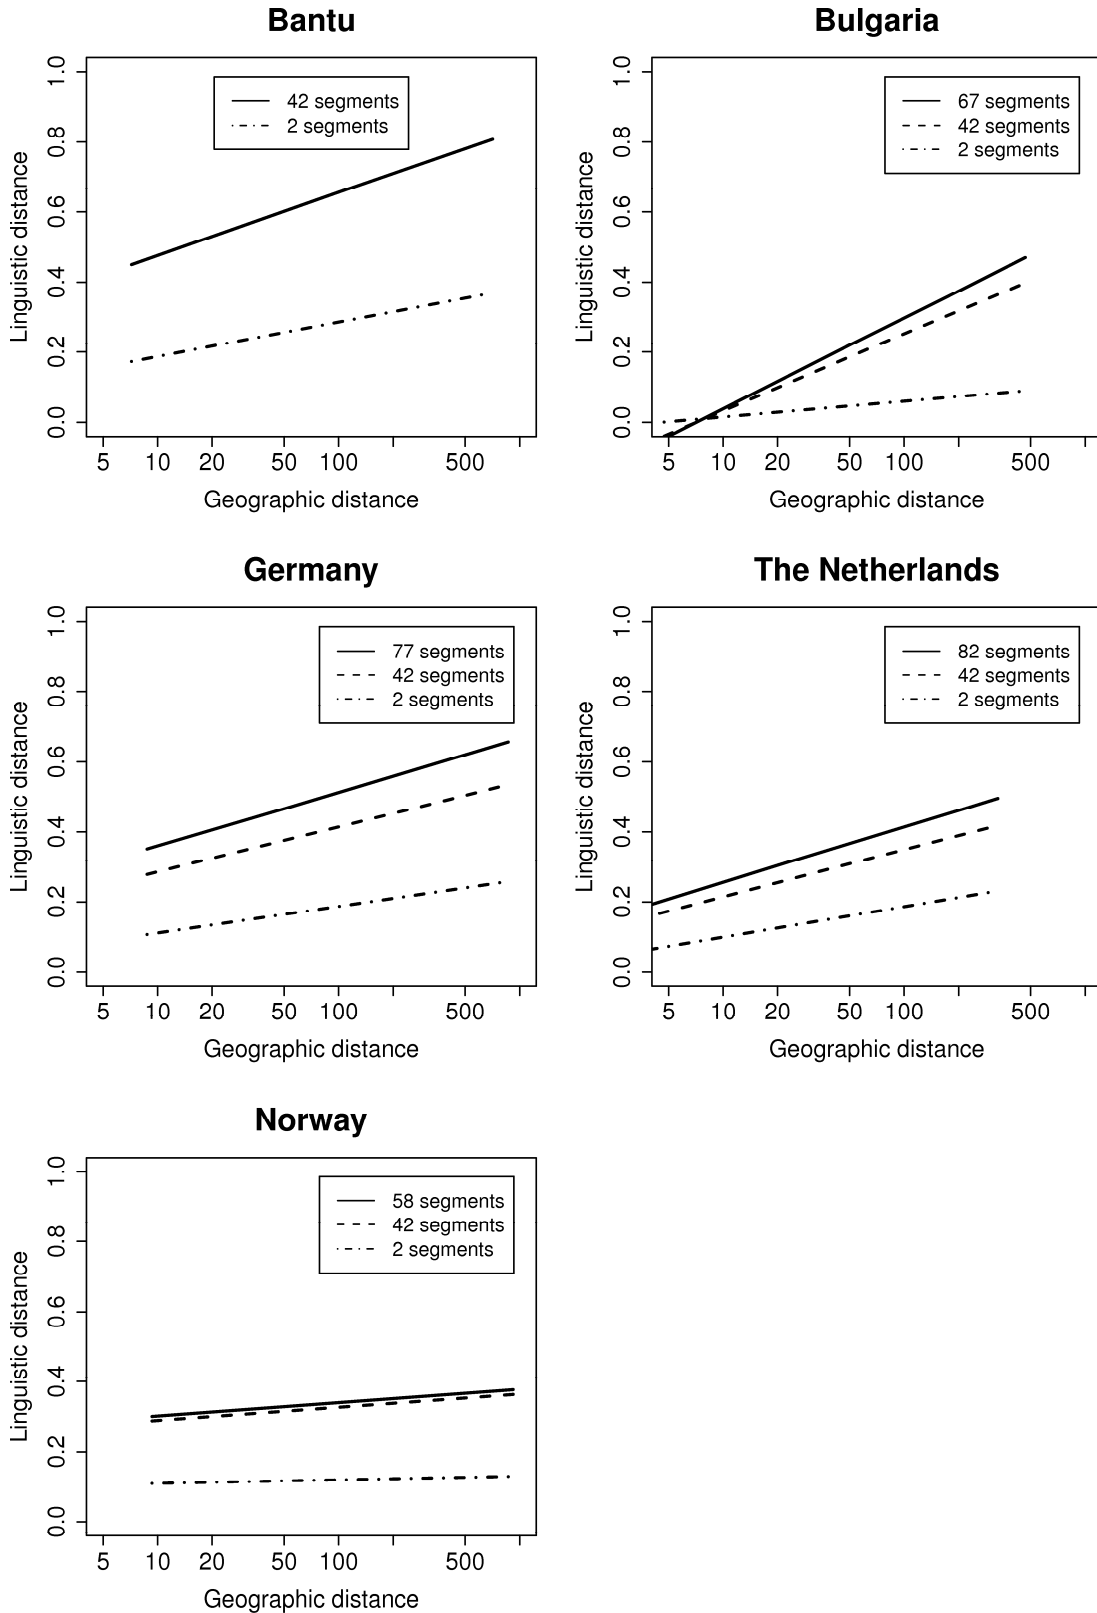 Bantu
Linguistic distance
1.0
0.8
0.6
0.4
0.2
0.0
42 segments
2 segments
5 10 20 50 100 500
Geographic distance
Bulgaria
Linguistic distance
1.0
0.8
0.6
0.4
0.2
0.0
67 segments
42 segments
2 segments
5 10 20 50 100 500
Geographic distance
Germany
Linguistic distance
1.0
0.8
0.6
0.4
0.2
0.0
77 segments
42 segments
2 segments
5 10 20 50 100 500
Geographic distance
The Netherlands
Linguistic distance
1.0
0.8
0.6
0.4
0.2
0.0
82 segments
42 segments
2 segments
5 10 20 50 100 500
Geographic distance
Norway
Linguistic distance
1.0
0.8
0.6
0.4
0.2
0.0
58 segments
42 segments
2 segments
5 10 20 50 100 500
Geographic distance